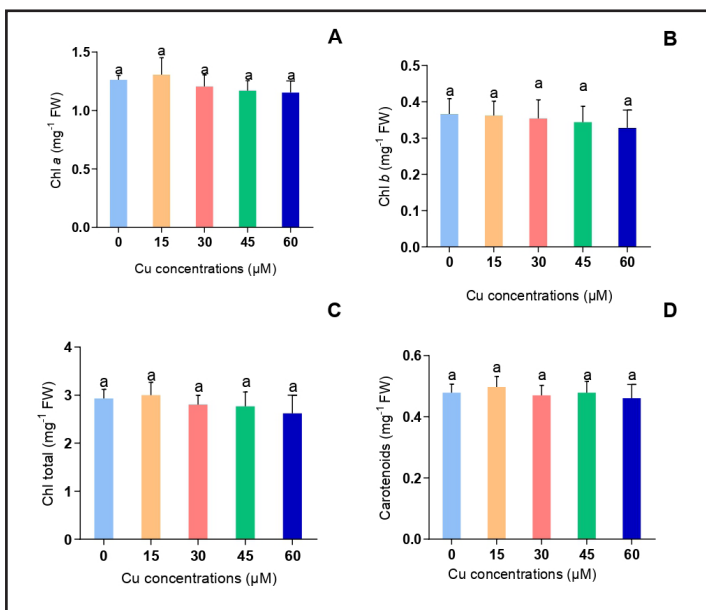 A
Chl a (mg⁻¹ FW)
1.5
1.0
0.5
0.0
a a a a a
0 15 30 45 60
Cu concentrations (µM)
B
Chl b (mg⁻¹ FW)
0.5
0.4
0.3
0.2
0.1
0.0
a a a a a
0 15 30 45 60
Cu concentrations (µM)
C
Chl total (mg⁻¹ FW)
4
3
2
1
0
a a a a a
0 15 30 45 60
Cu concentrations (µM)
D
Carotenoids (mg⁻¹ FW)
0.6
0.4
0.2
0.0
a a a a a
0 15 30 45 60
Cu concentrations (µM)